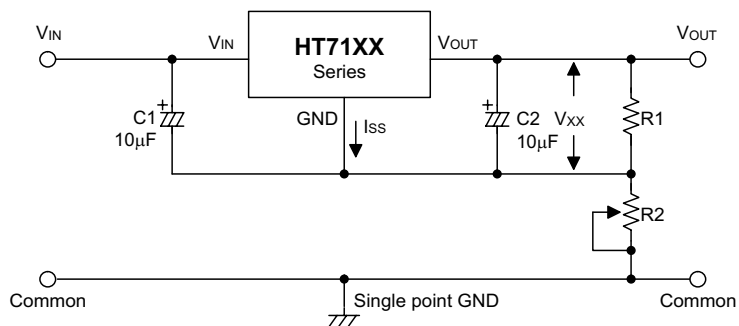 VIN
VIN
HT71XX
Series
VOUT
VOUT
C1
10μF
GND
ISS
C2
10μF
VXX
R1
R2
Common
Single point GND
Common